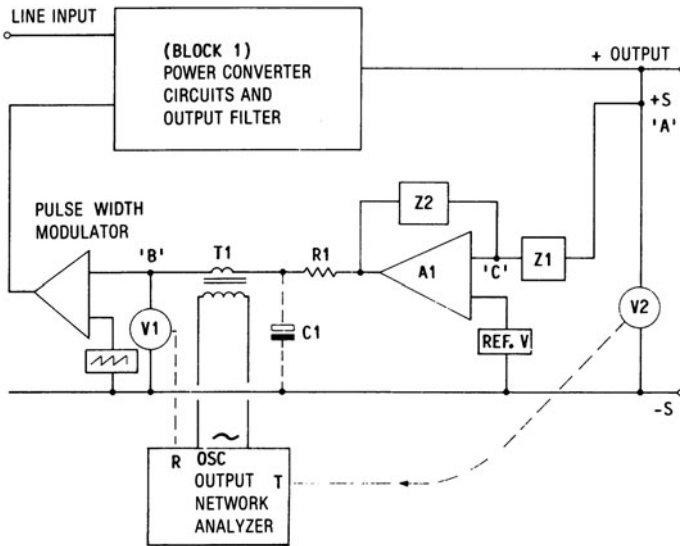 LINE INPUT
(BLOCK 1)
POWER CONVERTER
CIRCUITS AND
OUTPUT FILTER
+ OUTPUT
+S
'A'
PULSE WIDTH
MODULATOR
'B'
T1
R1
Z2
A1
'C'
Z1
V1
C1
REF. V
V2
-S
R OSC
OUTPUT T
NETWORK
ANALYZER